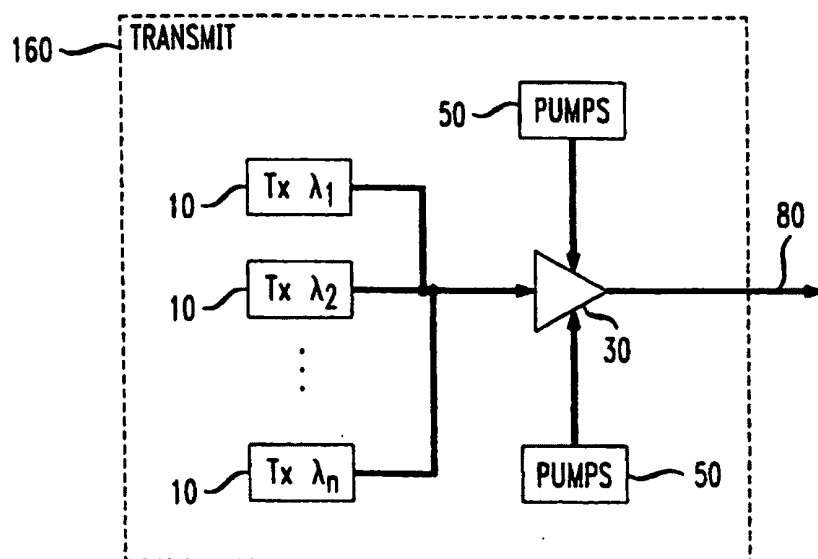 160
TRANSMIT
50
PUMPS
10
Tx λ1
80
10
Tx λ2
30
10
Tx λn
PUMPS
50